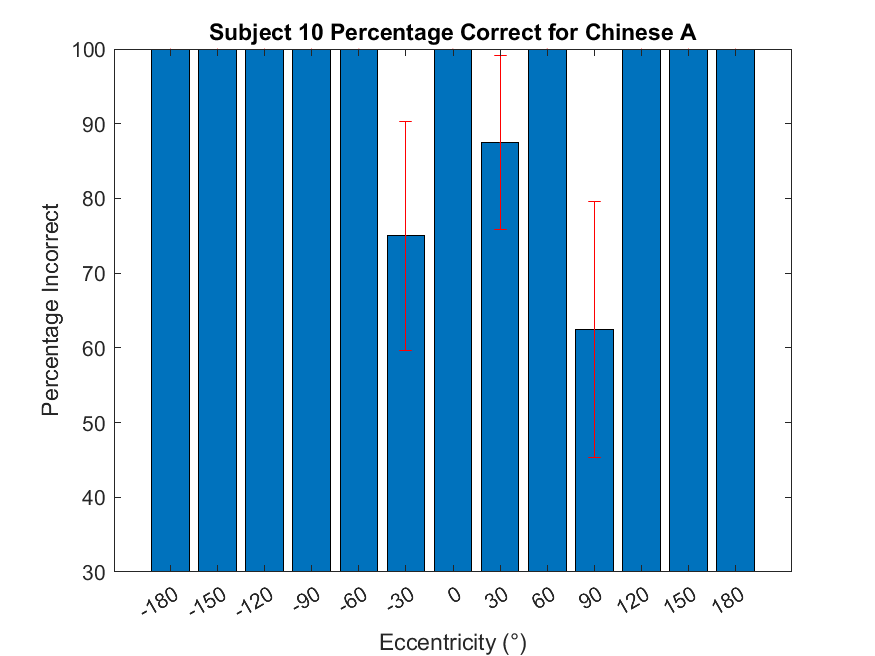 Subject 10 Percentage Correct for Chinese A
100
90
80
70
60
50
40
30
Percentage Incorrect
-180 -150 -120 -90 -60 -30 0 30 60 90 120 150 180
Eccentricity (°)